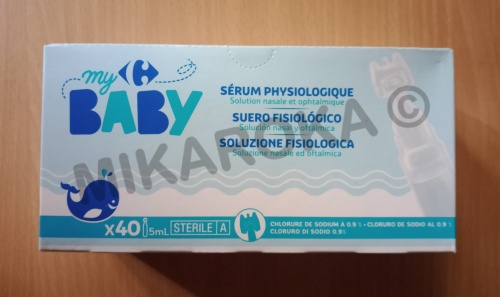 my
BABY
SÉRUM PHYSIOLOGIQUE
Solution nasale et ophtalmique
SUERO FISIOLÓGICO
Solución nasal y oftálmica
SOLUZIONE FISIOLOGICA
Soluzione nasale ed oftalmica
MIKAROKA ©
x40 5mL STERILE A
CHLORURE DE SODIUM À 0.9 % - CLORURO DE SODIO AL 0.9 %
CLORURO DI SODIO 0.9%